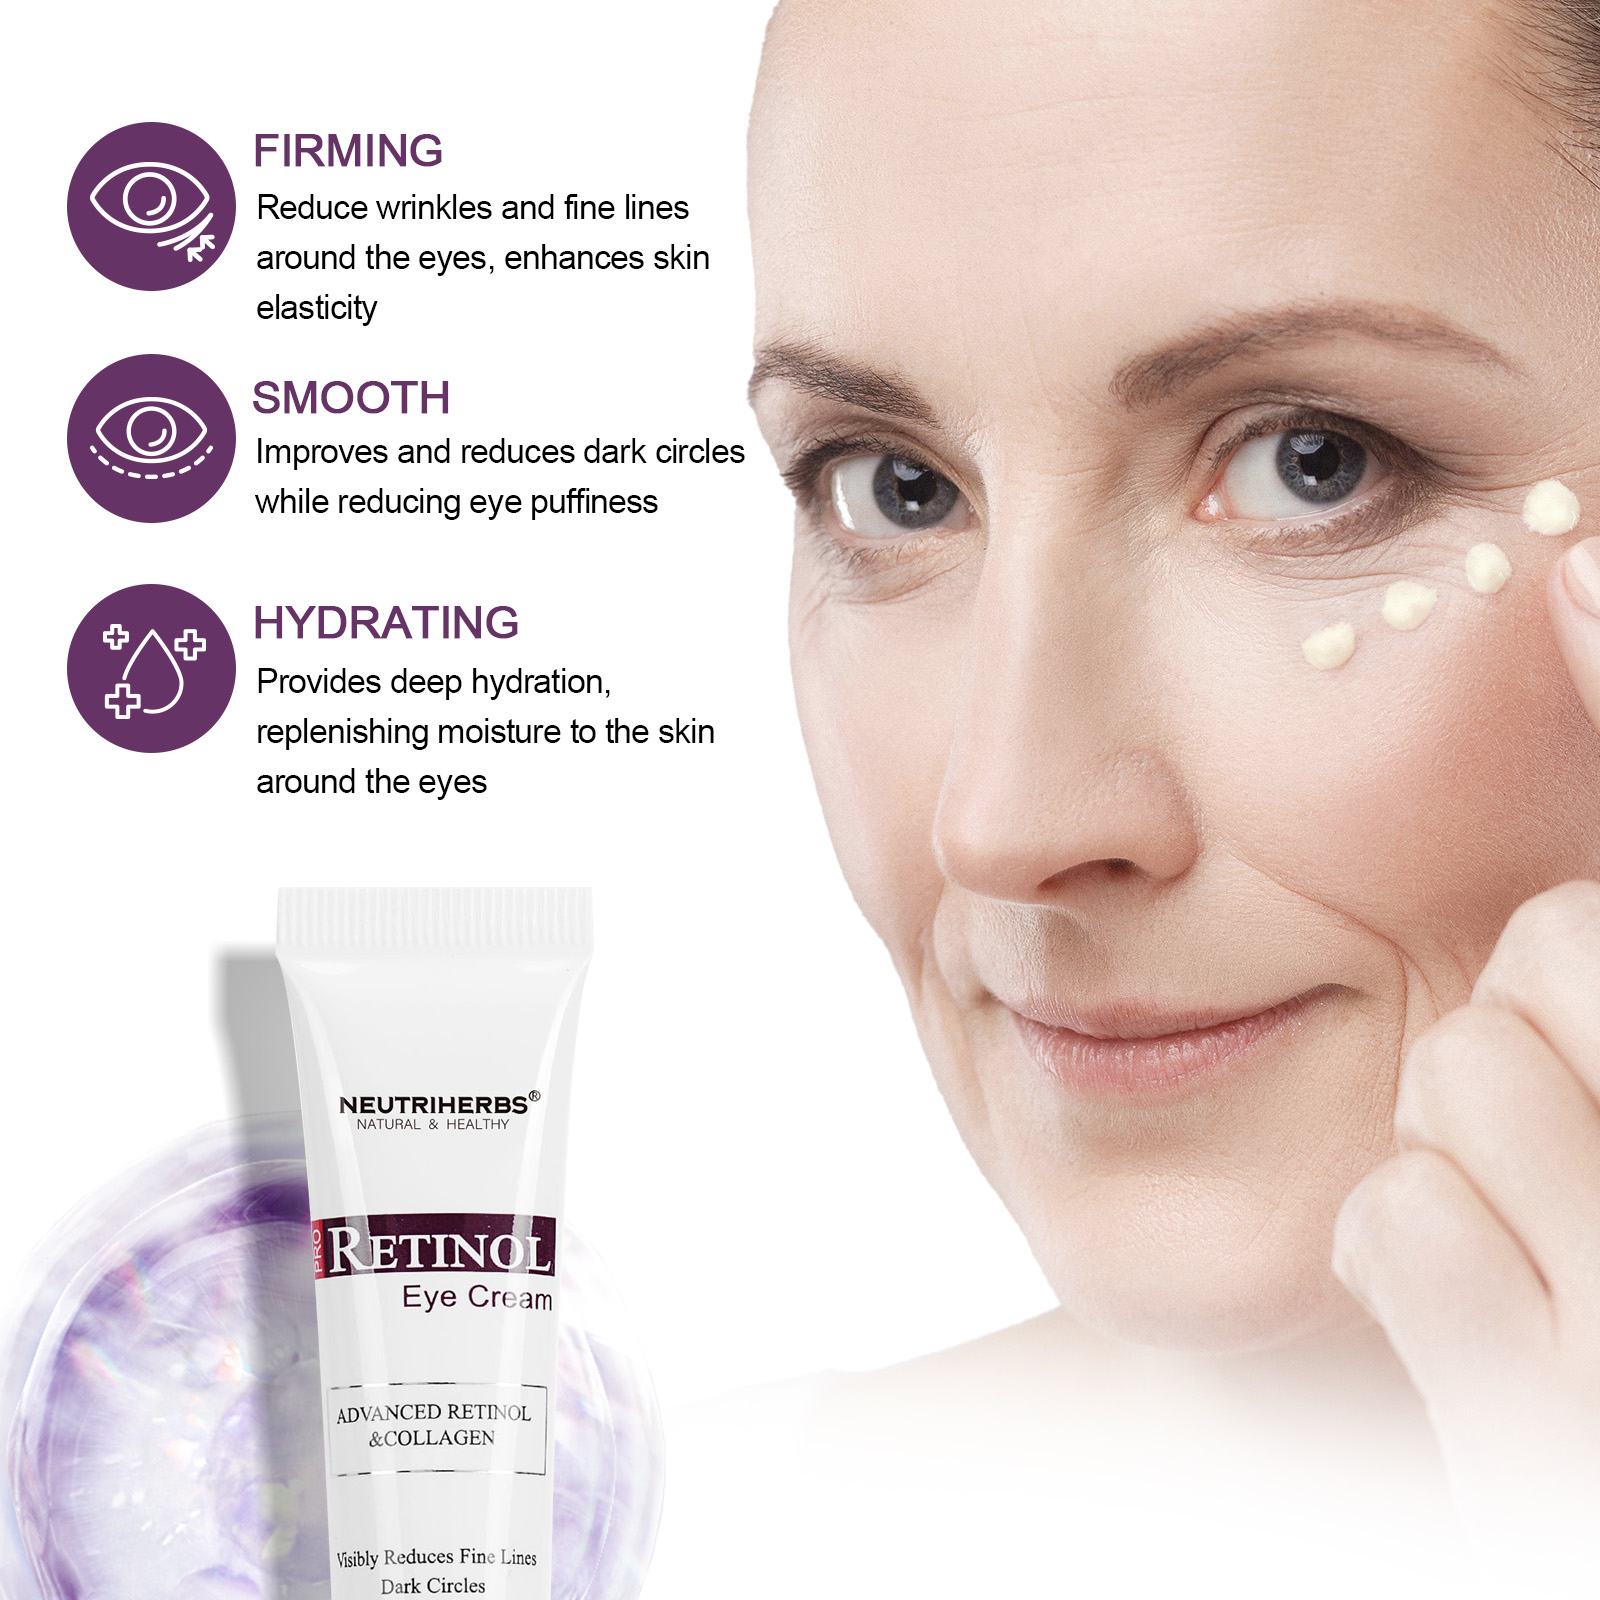 FIRMING
Reduce wrinkles and fine lines
around the eyes, enhances skin
elasticity
SMOOTH
Improves and reduces dark circles
while reducing eye puffiness
HYDRATING
Provides deep hydration,
replenishing moisture to the skin
around the eyes
NEUTRIHERBS®
NATURAL & HEALTHY
PRO RETINOL
Eye Cream
ADVANCED RETINOL
&COLLAGEN
Visibly Reduces Fine Lines
Dark Circles